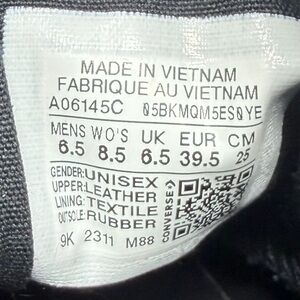 MADE IN VIETNAM
FABRIQUE AU VIETNAM
A06145C 05BKMQM5ES0YE
MENS WO'S UK EUR CM
6.5 8.5 6.5 39.5 25
GENDER:UNISEX
UPPER:LEATHER
LINING:TEXTILE
OUTSOLE:RUBBER
9K 2311 M88
CONVERSE